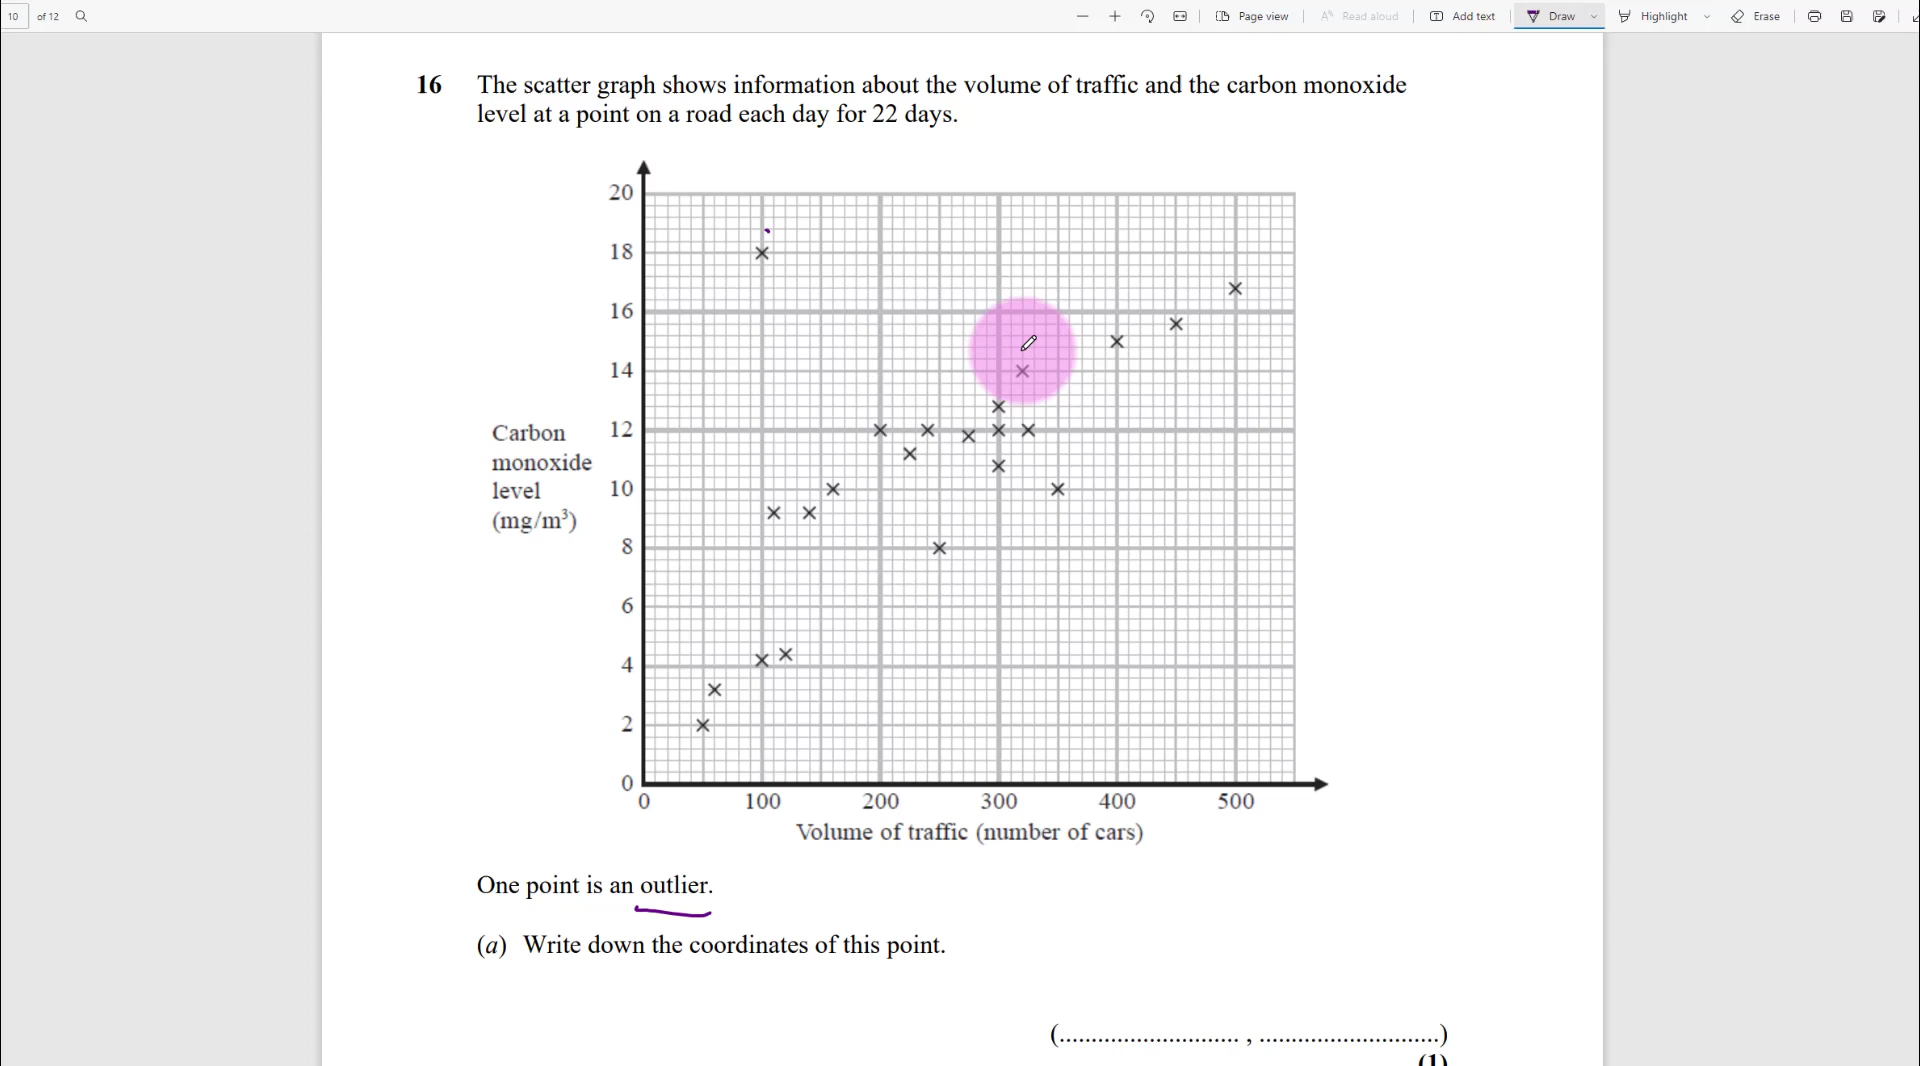 10 of 12 Page view Read aloud Add text Draw Highlight Erase
16 The scatter graph shows information about the volume of traffic and the carbon monoxide
level at a point on a road each day for 22 days.
20
18
16
14
12
10
8
6
4
2
0
Carbon
monoxide
level
(mg/m³)
0 100 200 300 400 500
Volume of traffic (number of cars)
One point is an outlier.
(a) Write down the coordinates of this point.
(........................... , ...........................)
(1)